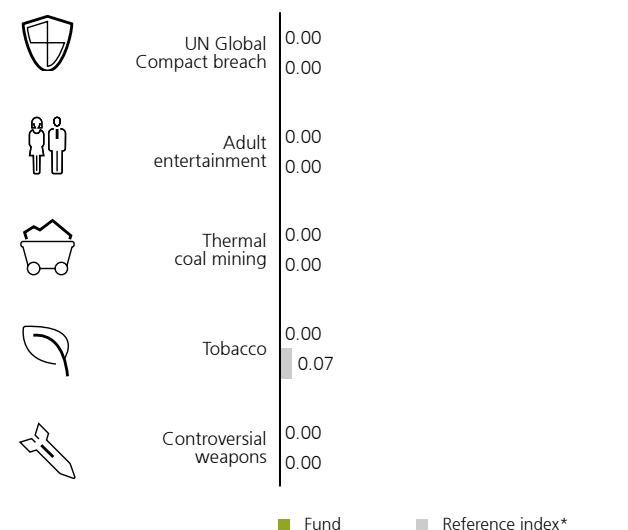 UN Global
Compact breach
0.00
0.00
Adult
entertainment
0.00
0.00
Thermal
coal mining
0.00
0.00
Tobacco
0.00
0.07
Controversial
weapons
0.00
0.00
Fund
Reference index*